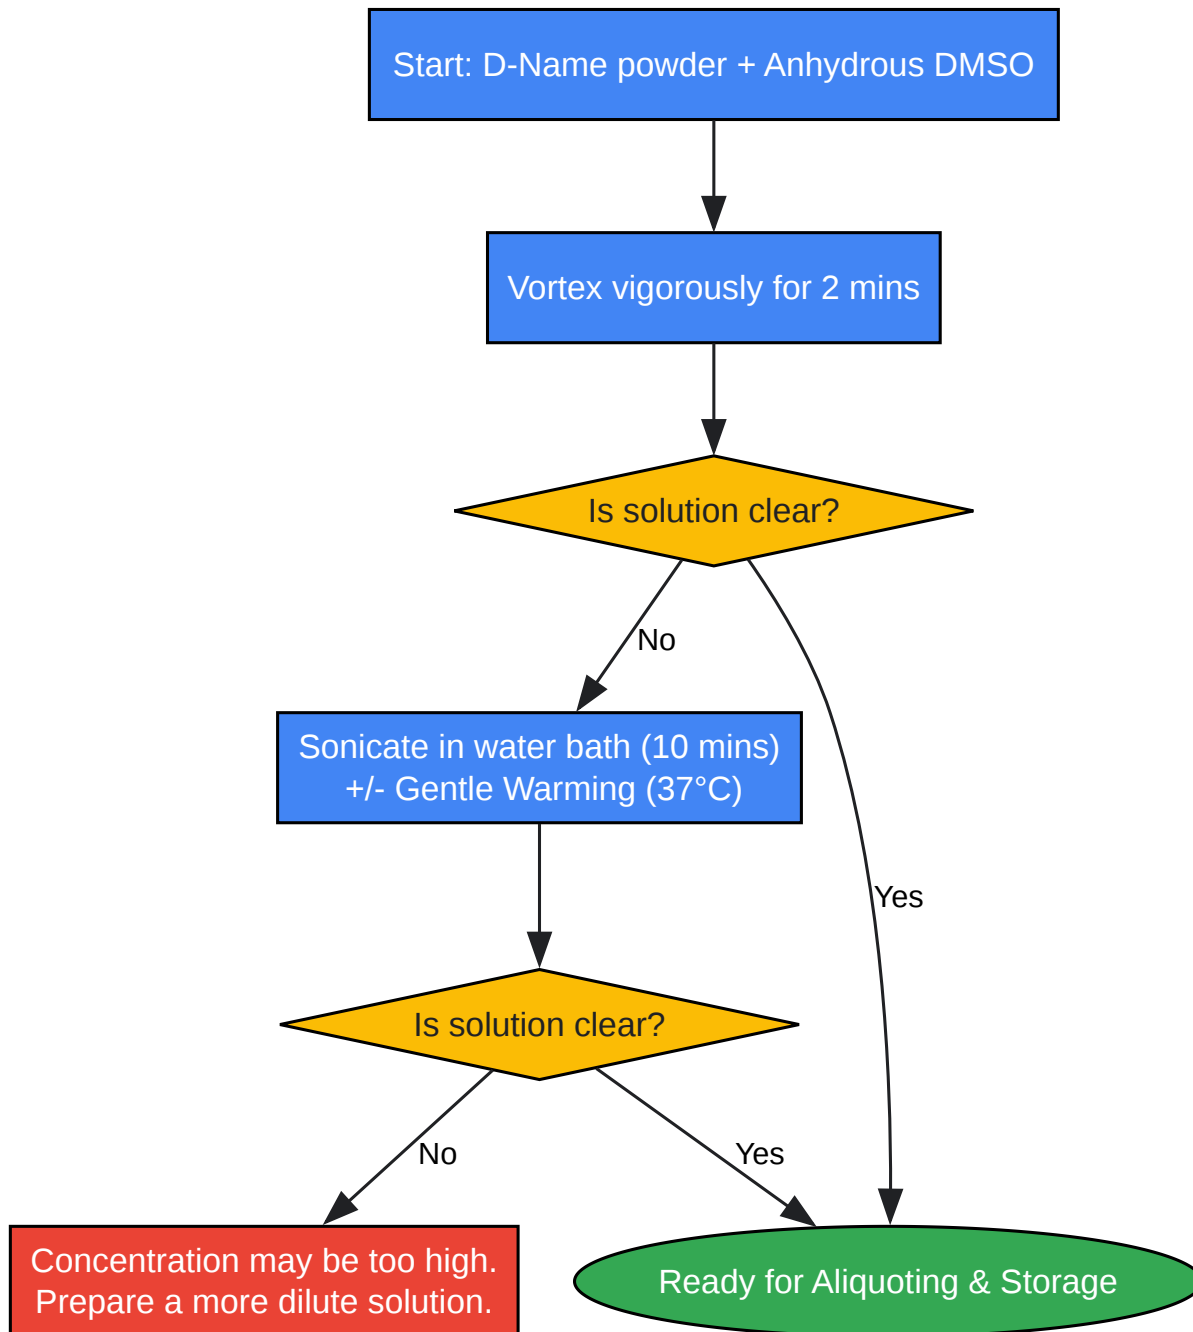 Start: D-Name powder + Anhydrous DMSO
Vortex vigorously for 2 mins
Is solution clear?
No
Sonicate in water bath (10 mins)
+/- Gentle Warming (37°C)
Yes
Is solution clear?
No
Yes
Concentration may be too high.
Prepare a more dilute solution.
Ready for Aliquoting & Storage